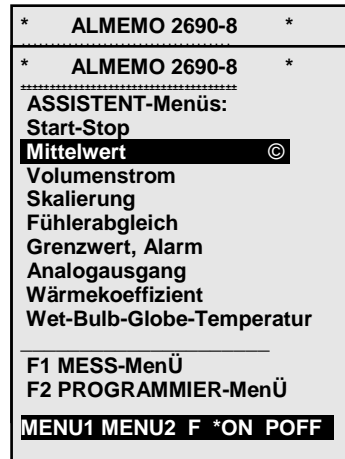 * ALMEMO 2690-8 *
* ALMEMO 2690-8 *
ASSISTENT-Menüs:
Start-Stop
Mittelwert ©
Volumenstrom
Skalierung
Fühlerabgleich
Grenzwert, Alarm
Analogausgang
Wärmekoeffizient
Wet-Bulb-Globe-Temperatur
F1 MESS-MenÜ
F2 PROGRAMMIER-MenÜ
MENU1 MENU2 F *ON POFF